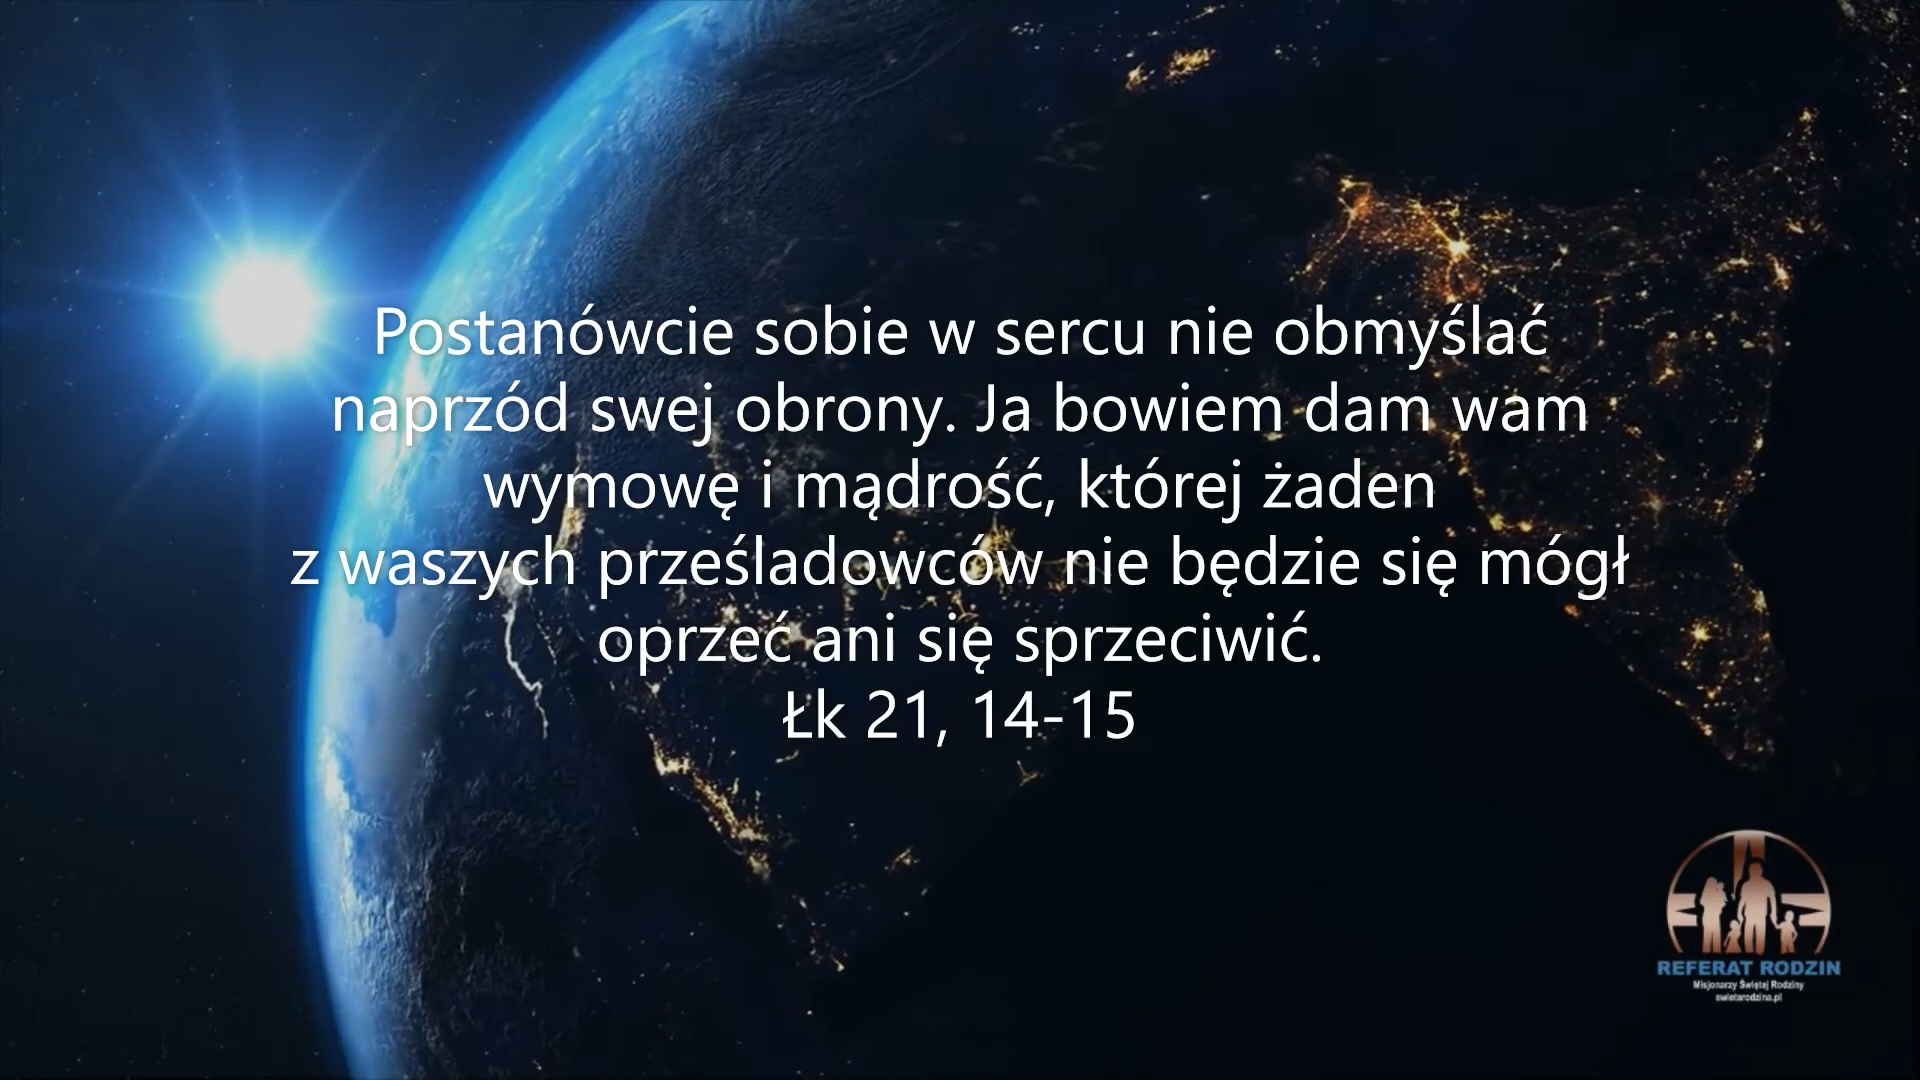 Postanówcie sobie w sercu nie obmyślać
naprzód swej obrony. Ja bowiem dam wam
wymowę i mądrość, której żaden
z waszych prześladowców nie będzie się mógł
oprzeć ani się sprzeciwić.
Łk 21, 14-15
REFERAT RODZIN
Misjonarzy Świętej Rodziny
swietarodzina.pl